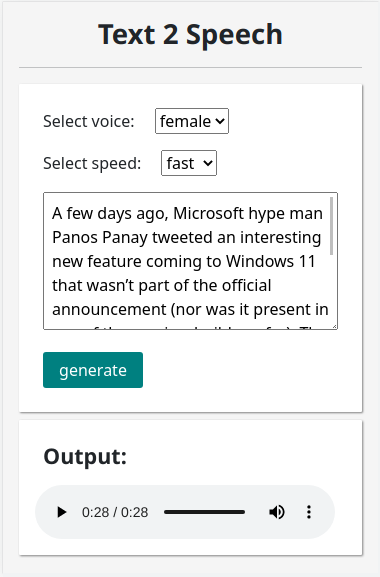 Text 2 Speech
Select voice: female
Select speed: fast
A few days ago, Microsoft hype man
Panos Panay tweeted an interesting
new feature coming to Windows 11
that wasn’t part of the official
announcement (nor was it present in
generate
Output:
0:28 / 0:28